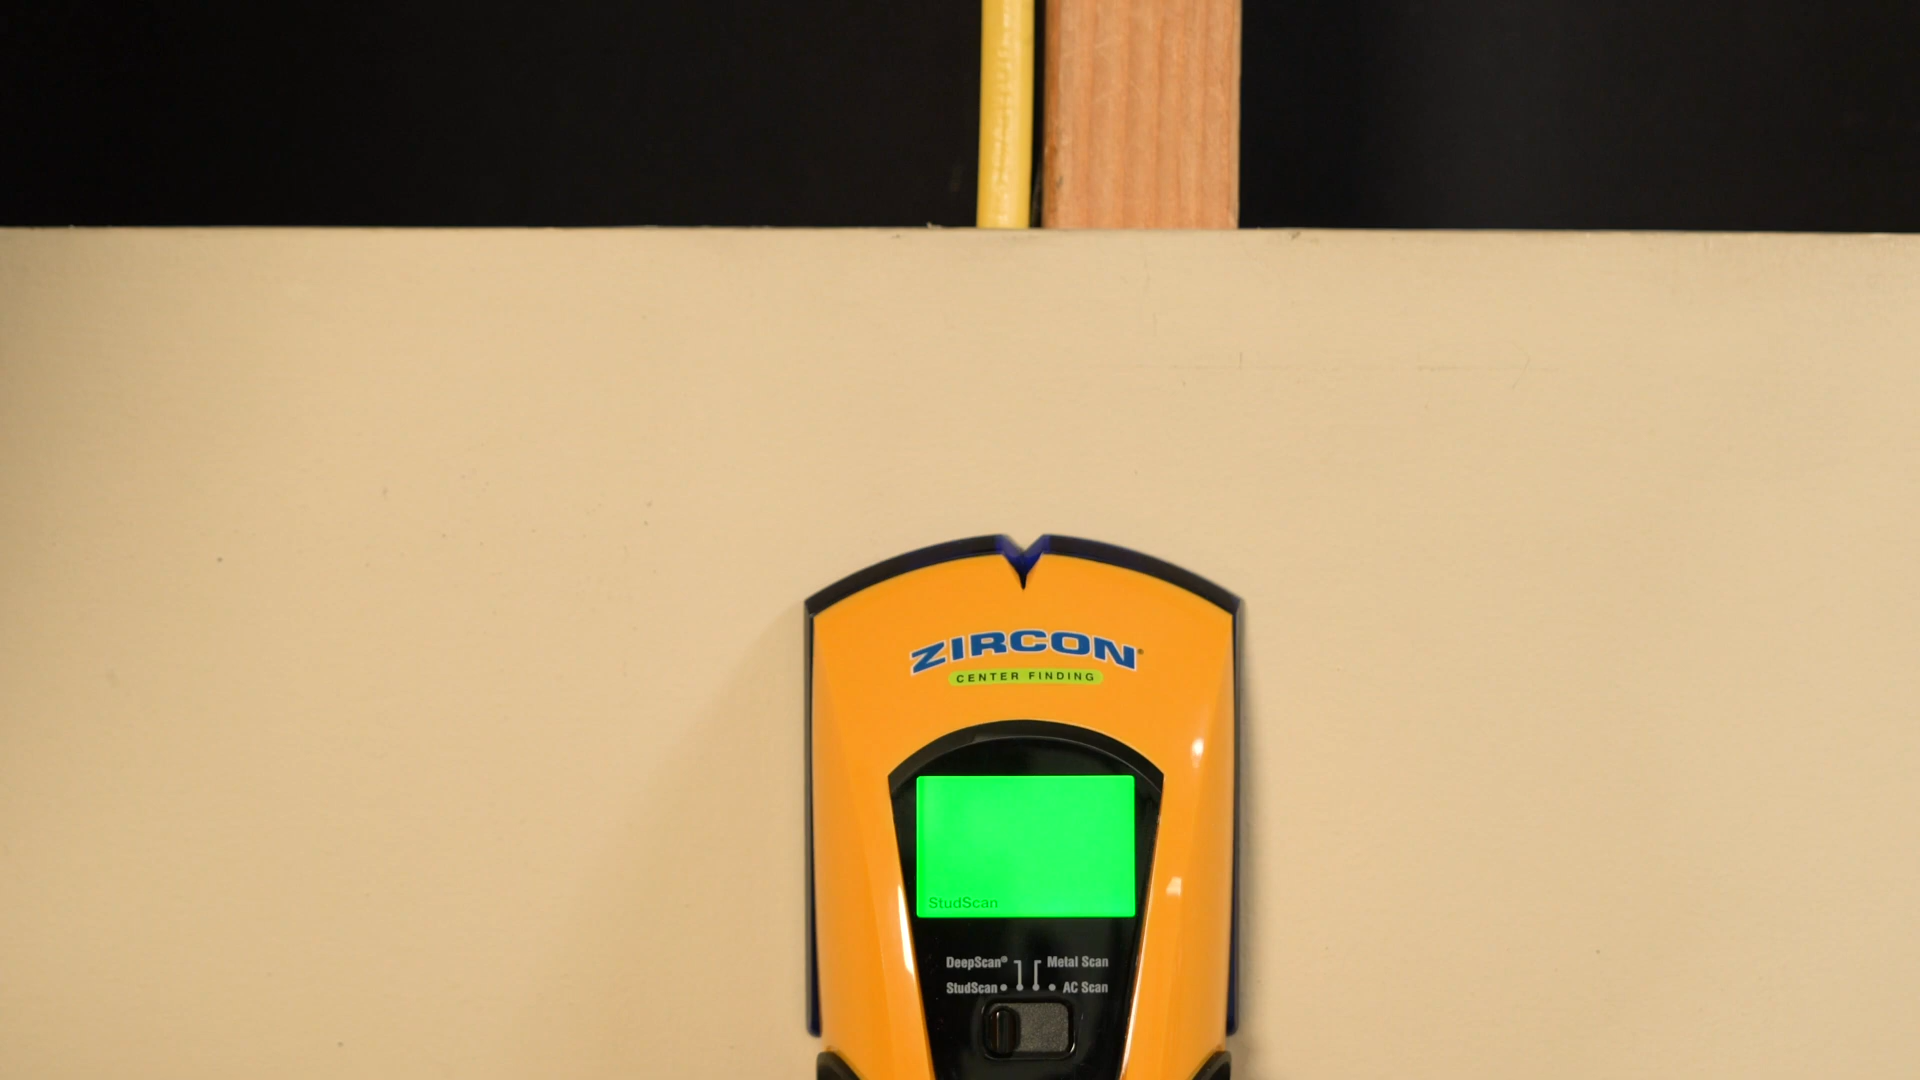 ZIRCON®
CENTER FINDING
StudScan
DeepScan® Metal Scan
StudScan AC Scan